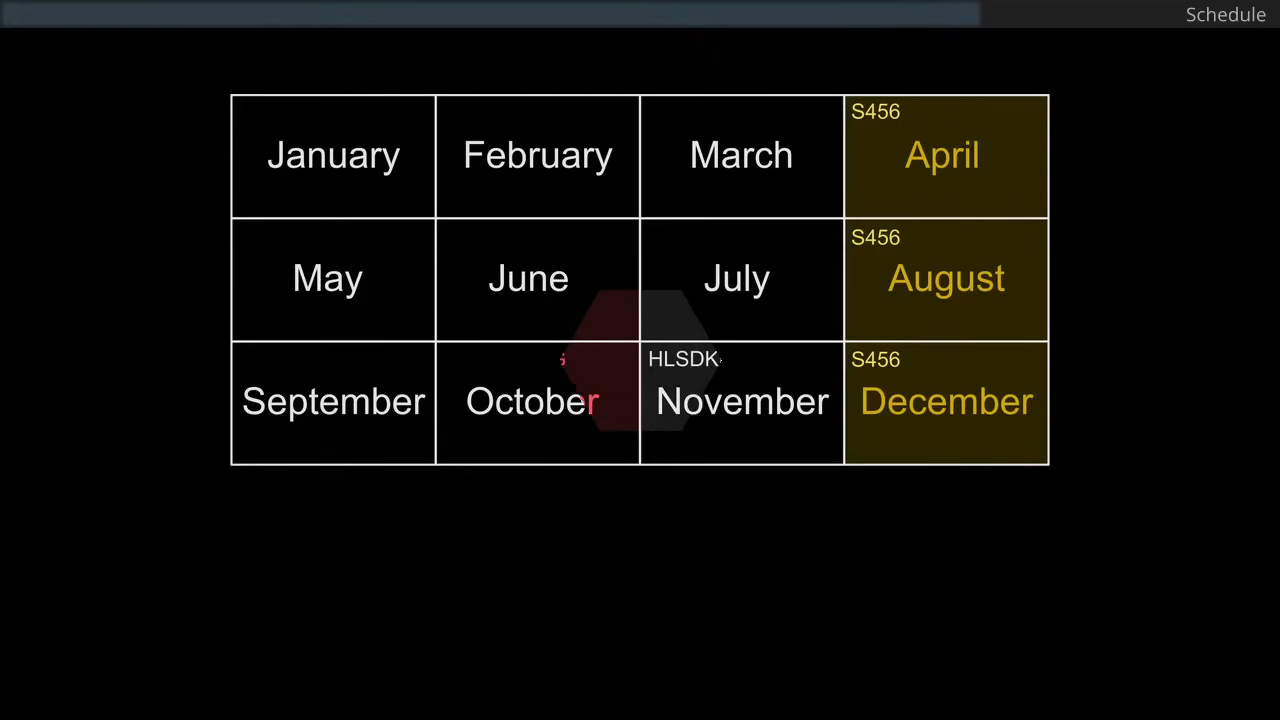 Schedule
January February March S456 April
May June July S456 August
September October HLSDK November S456 December